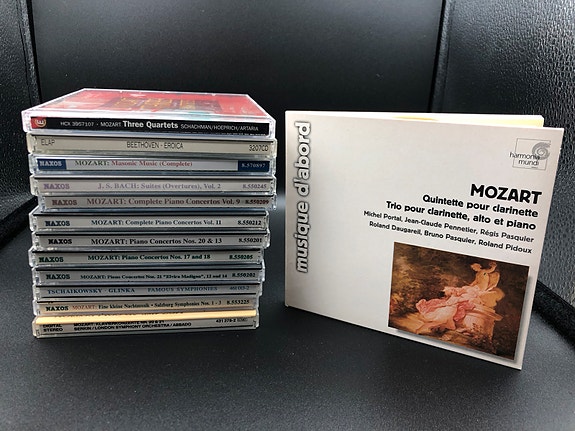 HCX 3957107 - MOZART Three Quartets SCHACHMAN/HOEPRICH/ARTARIA
ELAP BEETHOVEN - EROICA 3207CD
NAXOS MOZART: Masonic Music (Complete) 8.570897
NAXOS J. S. BACH: Suites (Overtures), Vol. 2 8.550245
NAXOS MOZART: Complete Piano Concertos Vol. 9 8.550209
NAXOS MOZART: Complete Piano Concertos Vol. 11 8.550212
NAXOS MOZART: Piano Concertos Nos. 20 & 13 8.550201
NAXOS MOZART: Piano Concertos Nos. 17 and 18 8.550205
NAXOS MOZART: Piano Concertos Nos. 21 "Elvira Madigan", 12 and 14 8.550202
TSCHAIKOWSKY - GLINKA FAMOUS SYMPHONIES
NAXOS MOZART: Eine kleine Nachtmusik • Salzburg Symphonies Nos. 1 - 3 8.553225
DIGITAL STEREO MOZART: KLAVIERKONZERTE
SERKIN / LONDON SYMPHONY ORCHESTRA / ABBADO
musique d'abord
harmonia
mundi
MOZART
Quintette pour clarinette
Trio pour clarinette, alto et piano
Michel Portal, Jean-Claude Pennetier, Régis Pasquier
Roland Daugareil, Bruno Pasquier, Roland Pidoux